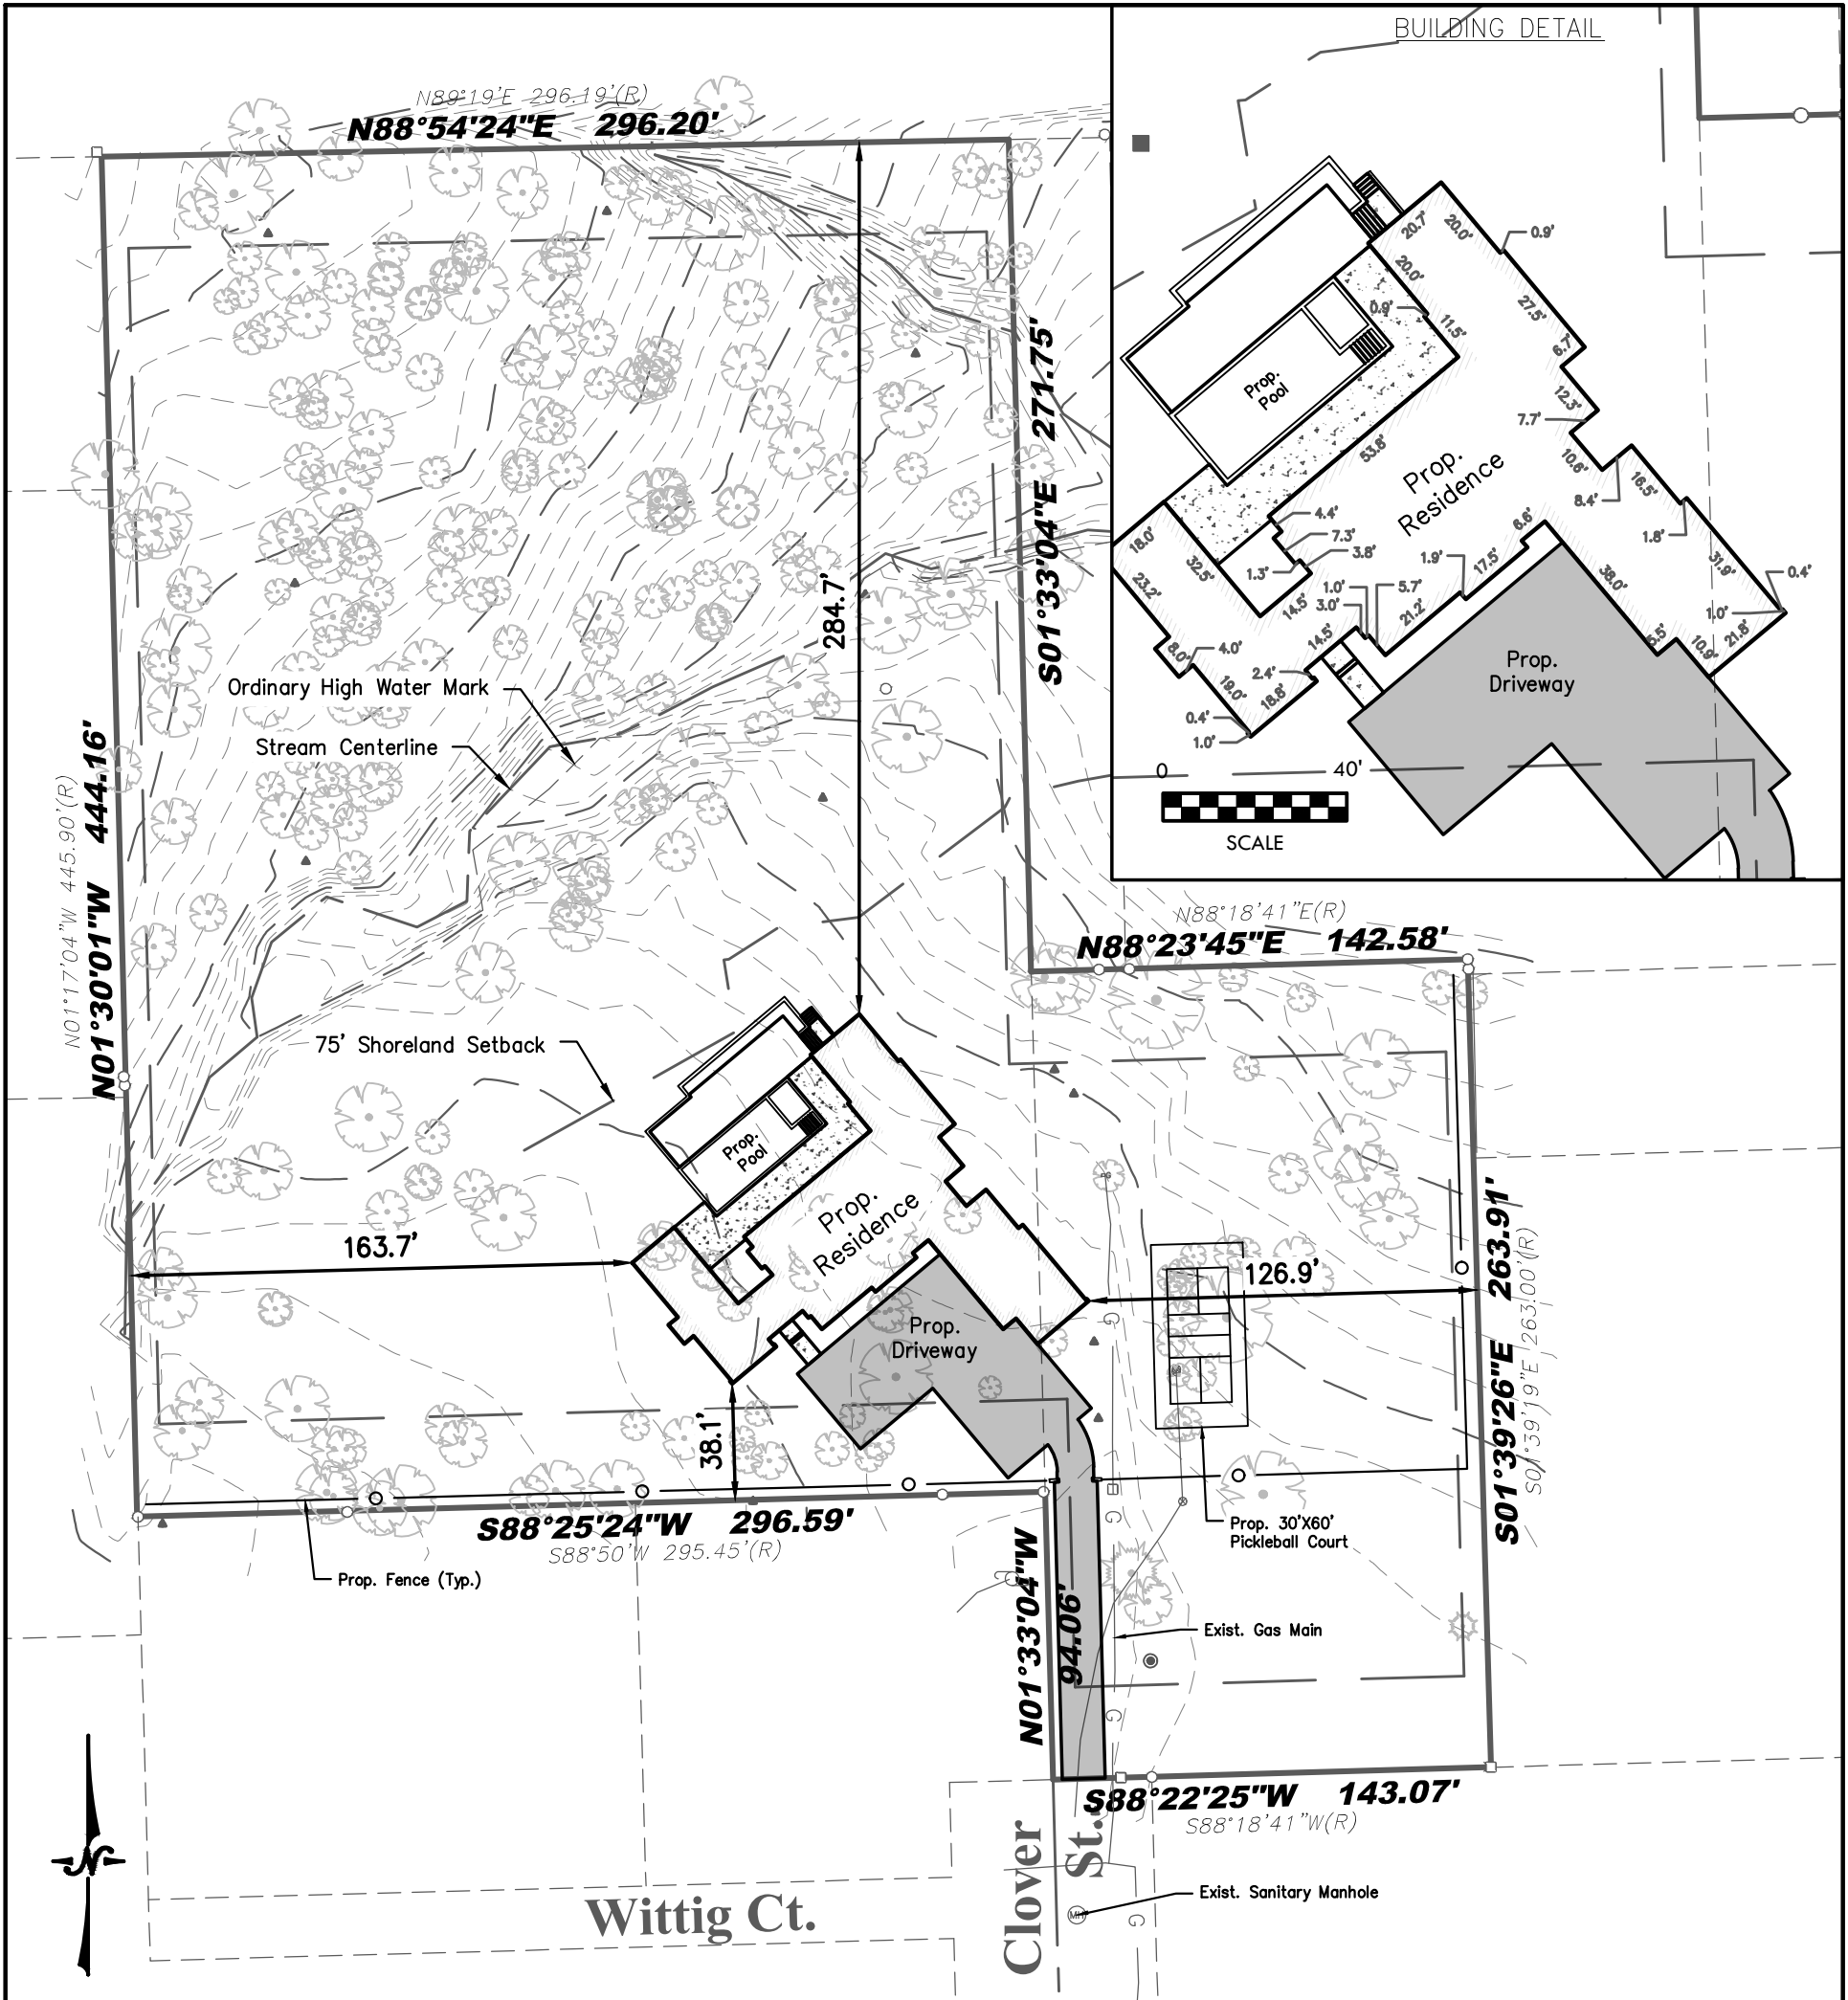 BUILDING DETAIL
N89°19'E 296.19'(R)
N88°54'24"E 296.20'
20.7'
20.0'
0.9'
20.0'
0.9'
11.5'
27.5'
6.7'
Prop.
Pool
12.3'
7.7'
53.8'
10.6'
Prop.
Residence
8.4'
16.5'
1.8'
4.4'
7.3'
3.8'
1.3'
18.0'
32.5'
23.2'
14.5'
1.0'
3.0'
5.7'
1.9'
17.5'
6.6'
21.2'
38.0'
31.9'
0.4'
1.0'
21.8'
10.9'
5.5'
8.0'
4.0'
14.5'
2.4'
19.0'
18.8'
0.4'
1.0'
Prop.
Driveway
0 40'
SCALE
S01°33'04"E 271.75'
284.7'
Ordinary High Water Mark
Stream Centerline
N01°17'04"W 445.90'(R)
N01°30'01"W 444.16'
N88°18'41"E(R)
N88°23'45"E 142.58'
75' Shoreland Setback
Prop.
Pool
Prop.
Residence
163.7'
126.9'
S01°39'26"E 263.91'
S01°39'19"E 263.00'(R)
Prop.
Driveway
38.1'
G
G
S88°25'24"W 296.59'
S88°50'W 295.45'(R)
Prop. Fence (Typ.)
Prop. 30'X60'
Pickleball Court
N01°33'04"W
94.06'
Exist. Gas Main
G
S88°22'25"W 143.07'
S88°18'41"W(R)
N
Clover St.
Wittig Ct.
Exist. Sanitary Manhole
MH
G